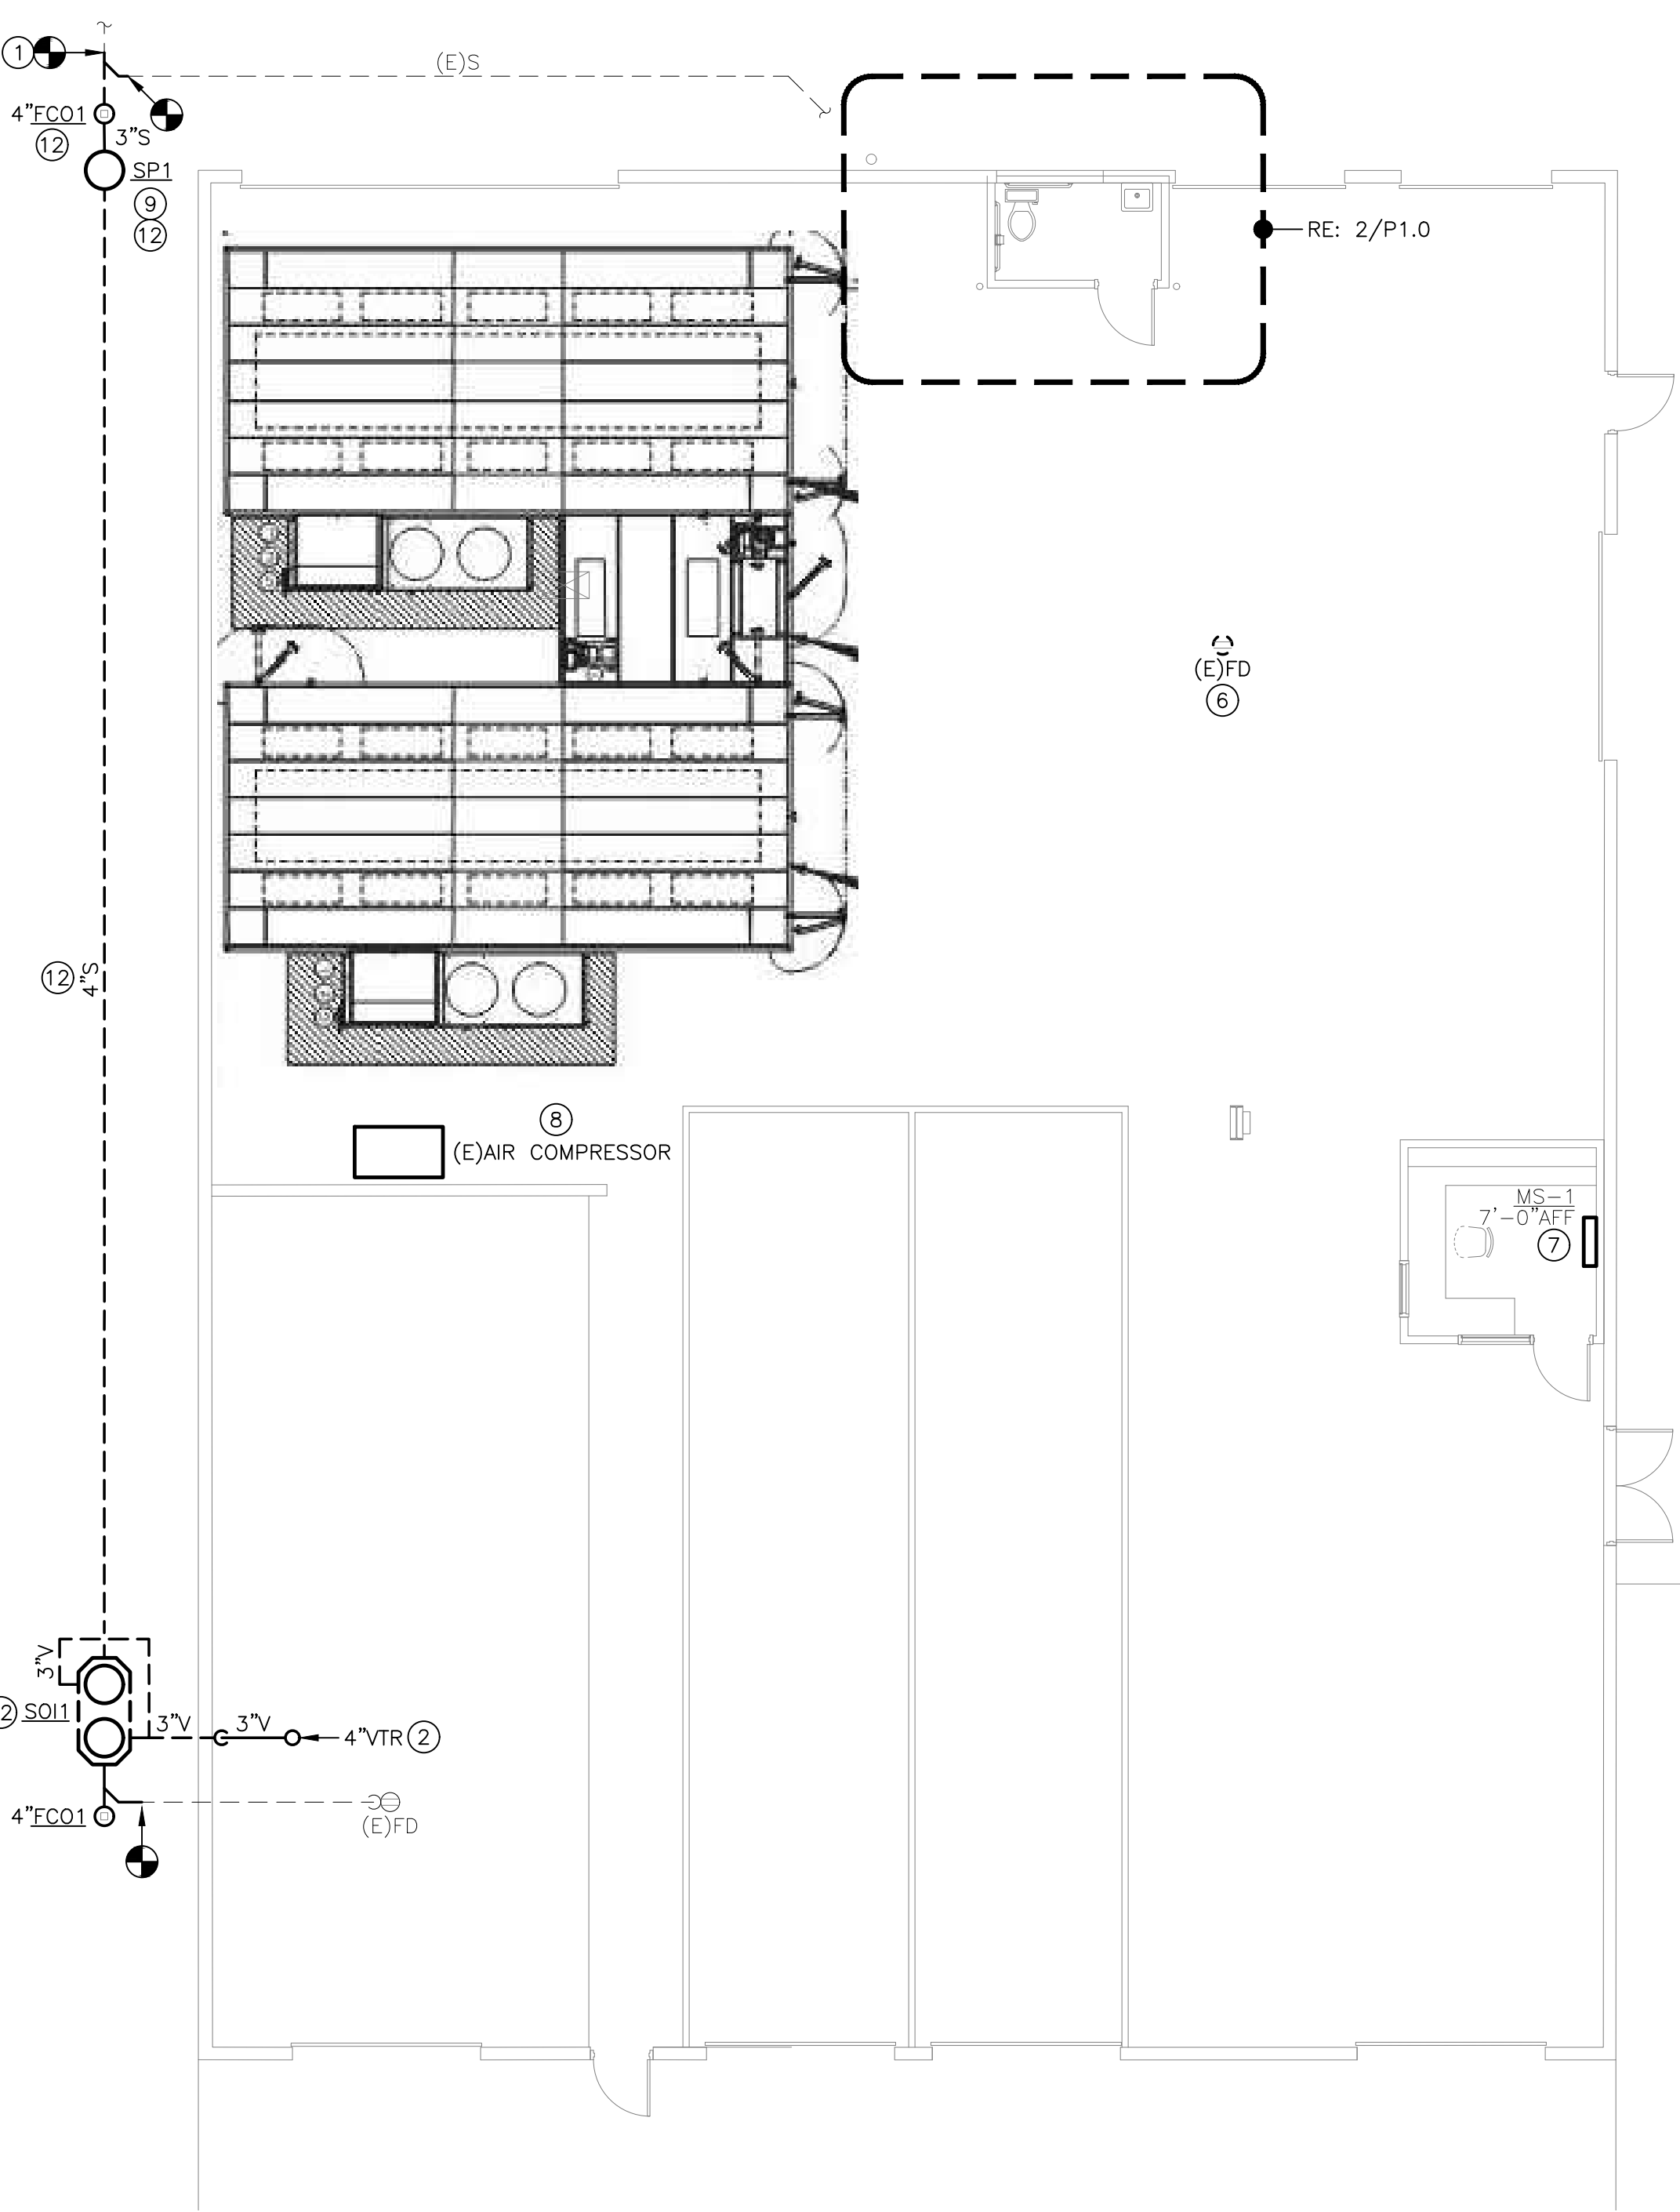 1
(E)S
4"FCO1
12
3"S
SP1
9
12
RE: 2/P1.0
(E)FD
6
12
4"S
8
(E)AIR COMPRESSOR
MS-1
7'-0"AFF
7
3"V
2
SOI1
3"V
3"V
4"VTR
2
4"FCO1
(E)FD